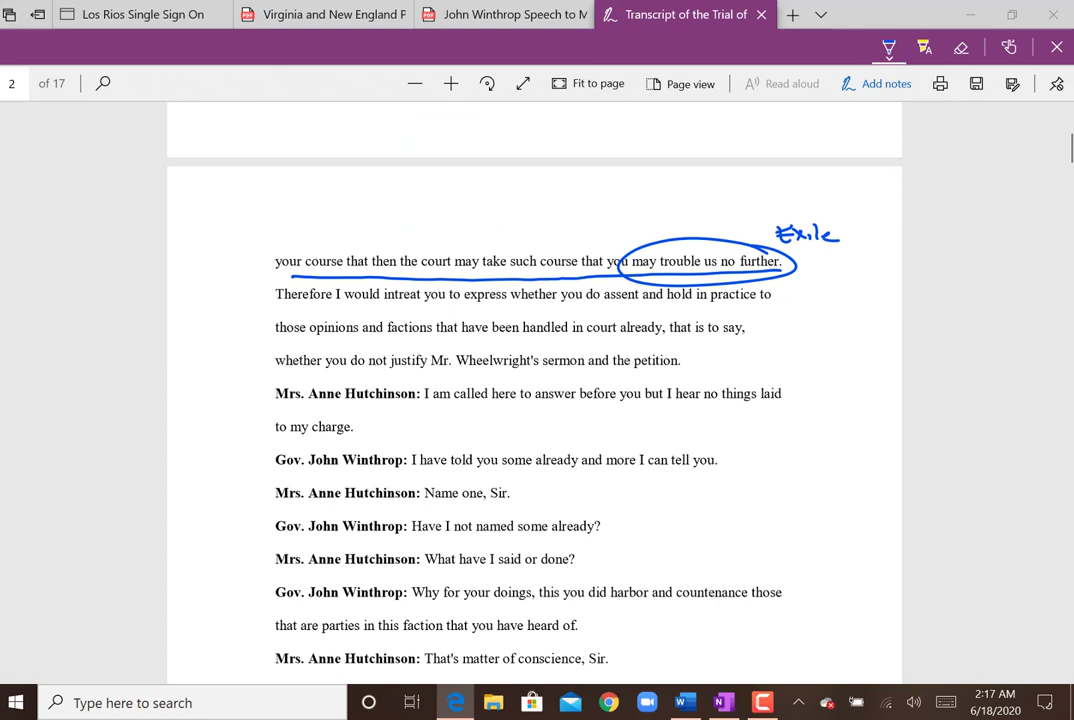 Los Rios Single Sign On
Virginia and New England P
John Winthrop Speech to M
Transcript of the Trial of
2 of 17
Fit to page
Page view
Read aloud
Add notes
Exile
your course that then the court may take such course that you may trouble us no further.
Therefore I would intreat you to express whether you do assent and hold in practice to
those opinions and factions that have been handled in court already, that is to say,
whether you do not justify Mr. Wheelwright's sermon and the petition.
Mrs. Anne Hutchinson: I am called here to answer before you but I hear no things laid
to my charge.
Gov. John Winthrop: I have told you some already and more I can tell you.
Mrs. Anne Hutchinson: Name one, Sir.
Gov. John Winthrop: Have I not named some already?
Mrs. Anne Hutchinson: What have I said or done?
Gov. John Winthrop: Why for your doings, this you did harbor and countenance those
that are parties in this faction that you have heard of.
Mrs. Anne Hutchinson: That's matter of conscience, Sir.
Type here to search
2:17 AM
6/18/2020